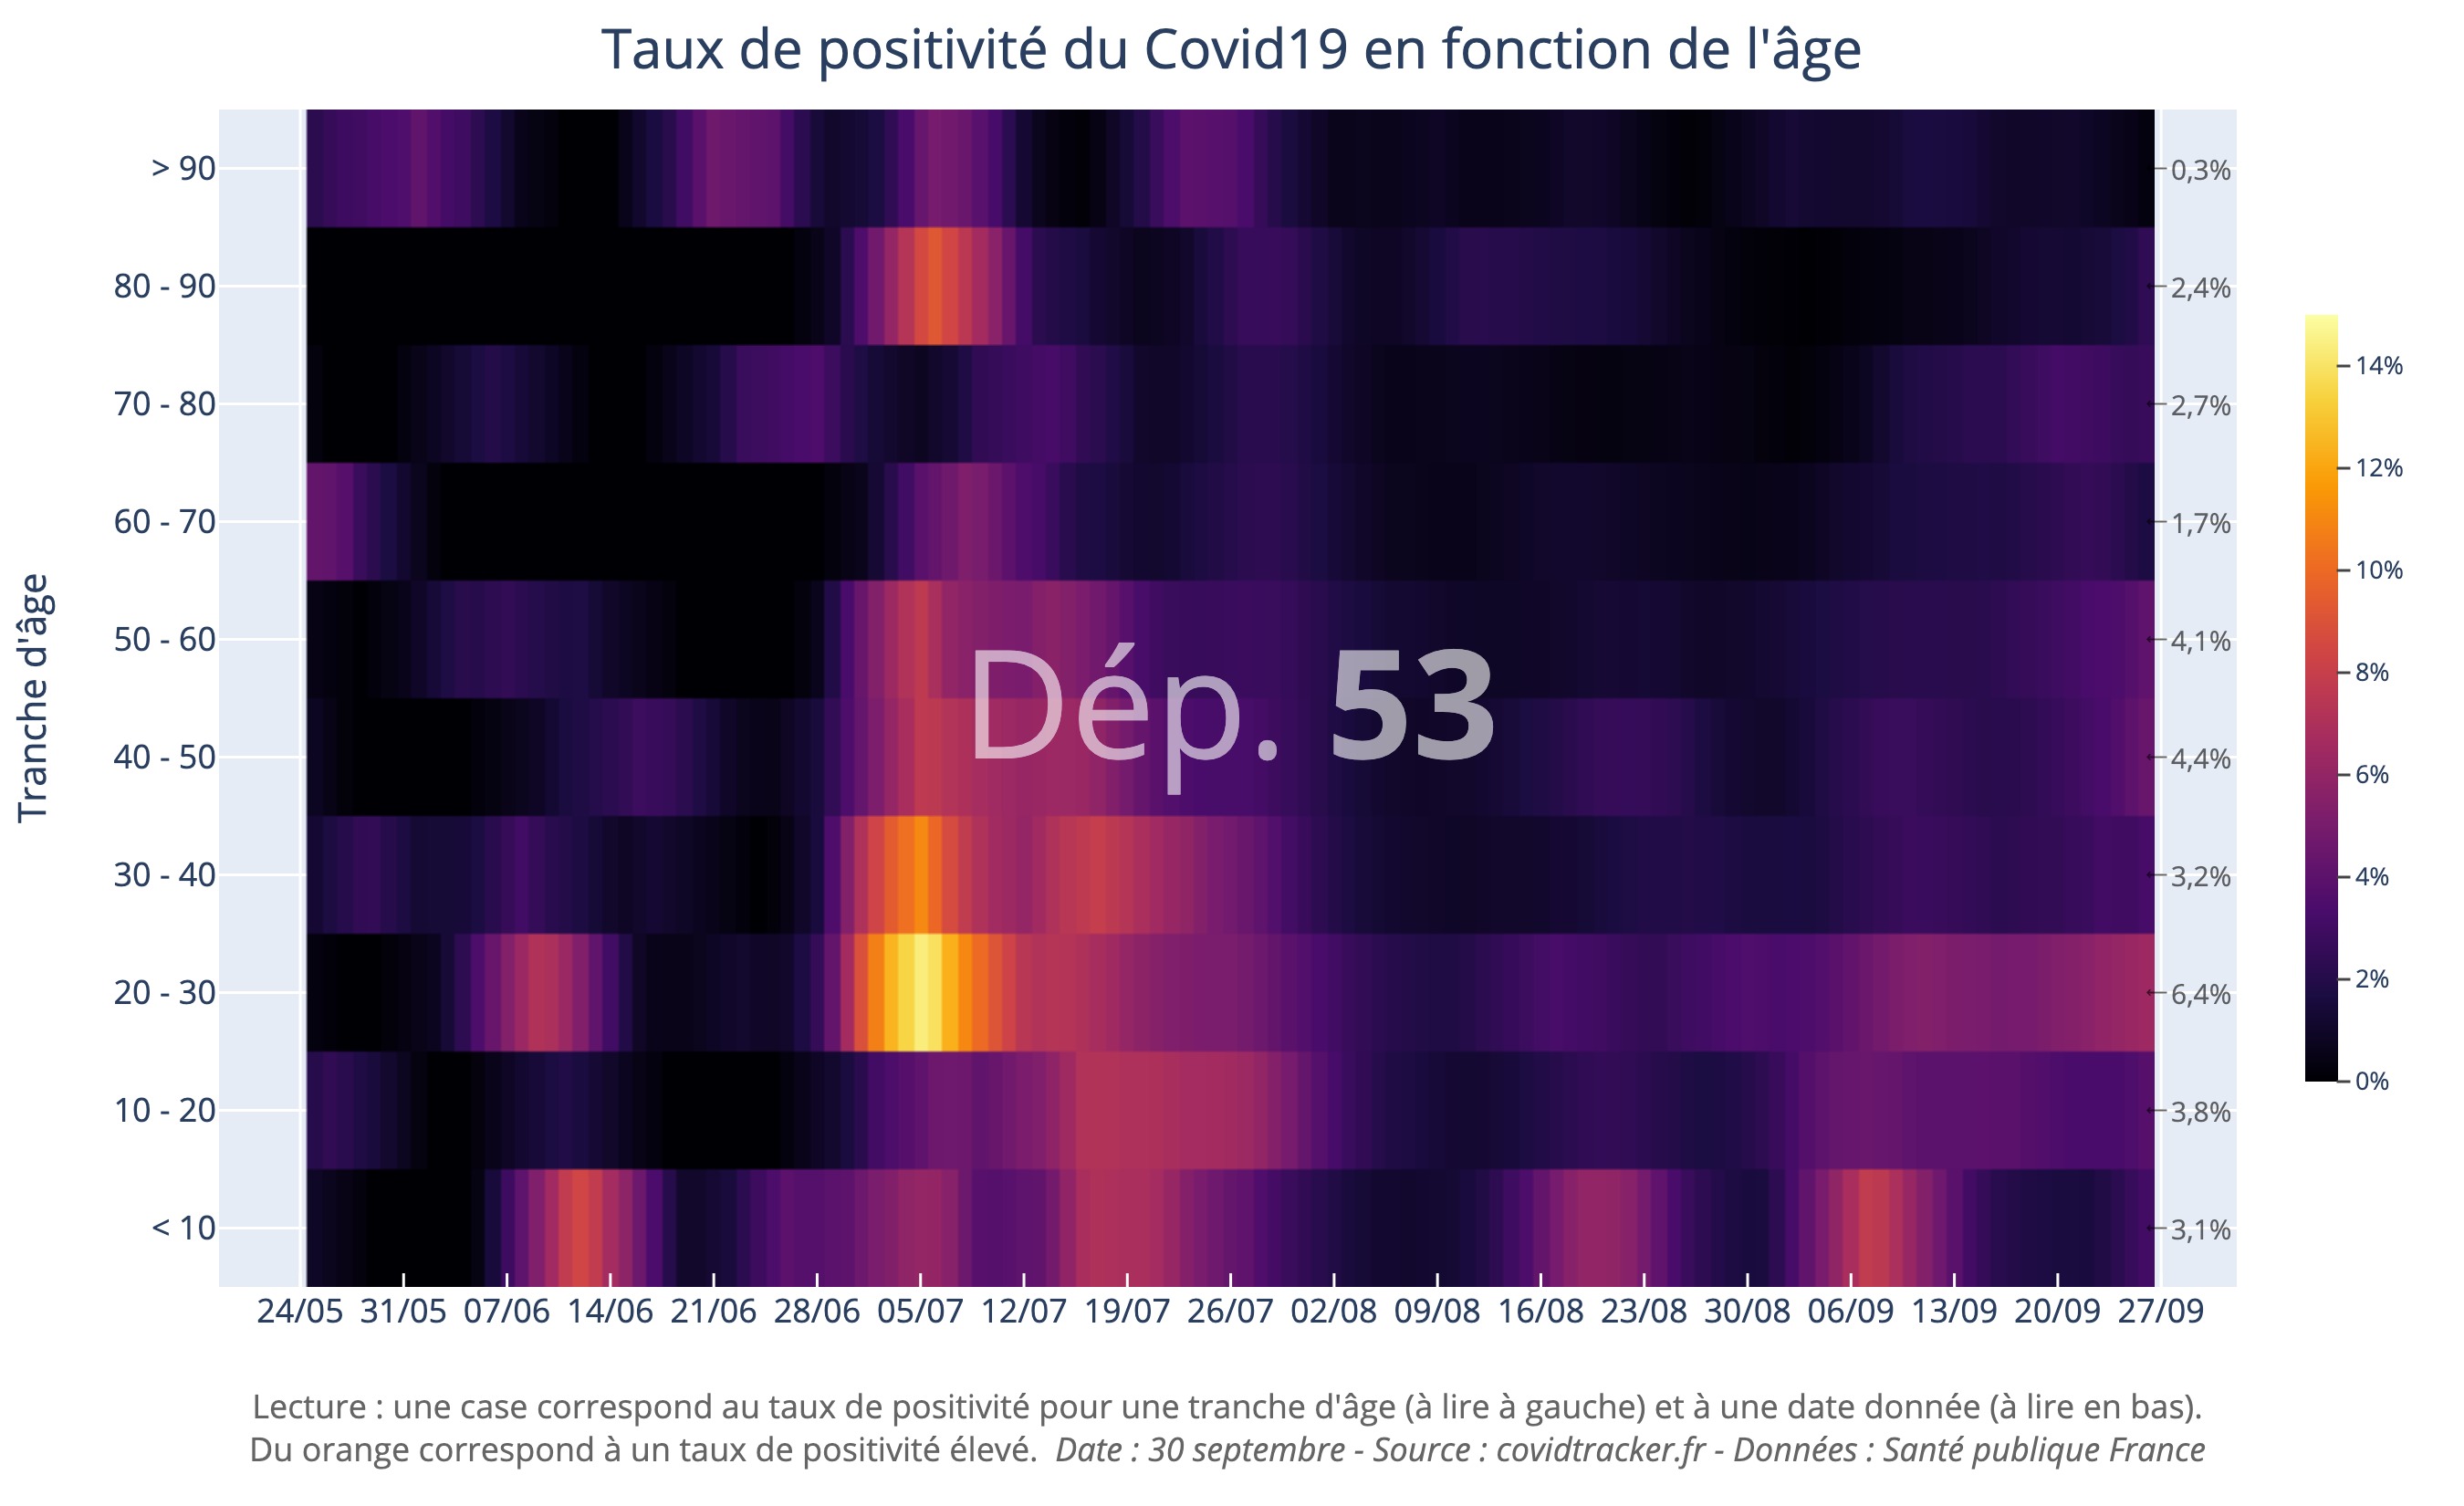 Taux de positivité du Covid19 en fonction de l'âge
Tranche d'âge
> 90
80 - 90
70 - 80
60 - 70
50 - 60
40 - 50
30 - 40
20 - 30
10 - 20
< 10
Dép. 53
0,3%
2,4%
2,7%
1,7%
4,1%
4,4%
3,2%
6,4%
3,8%
3,1%
14%
12%
10%
8%
6%
4%
2%
0%
24/05 31/05 07/06 14/06 21/06 28/06 05/07 12/07 19/07 26/07 02/08 09/08 16/08 23/08 30/08 06/09 13/09 20/09 27/09
Lecture : une case correspond au taux de positivité pour une tranche d'âge (à lire à gauche) et à une date donnée (à lire en bas).
Du orange correspond à un taux de positivité élevé. Date : 30 septembre - Source : covidtracker.fr - Données : Santé publique France